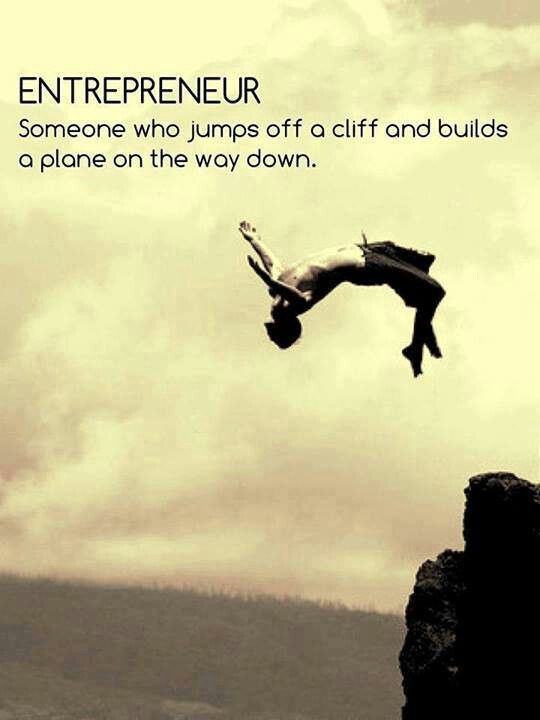 ENTREPRENEUR
Someone who jumps off a cliff and builds
a plane on the way down.